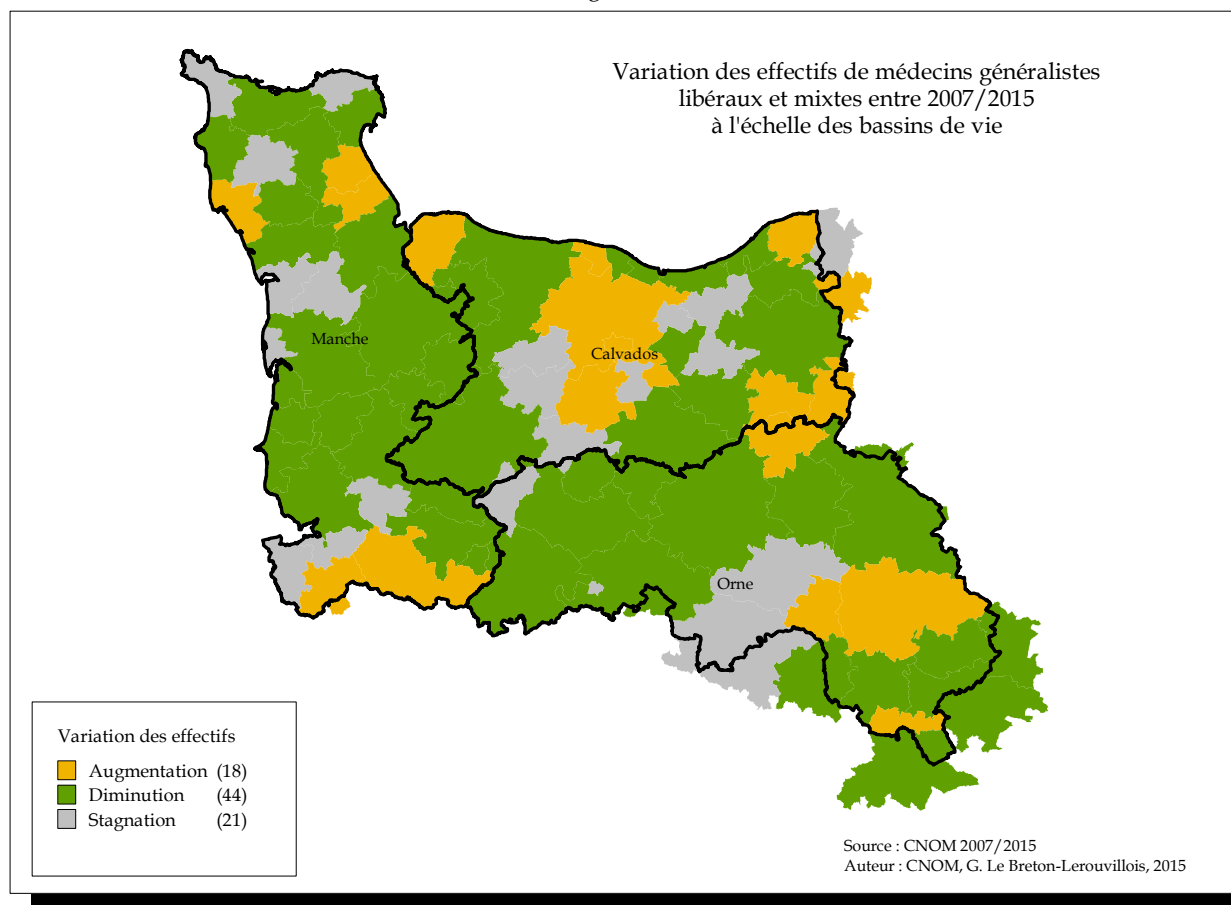 Variation des effectifs de médecins généralistes
libéraux et mixtes entre 2007/2015
à l'échelle des bassins de vie
Manche
Calvados
Orne
Variation des effectifs
Augmentation (18)
Diminution (44)
Stagnation (21)
Source : CNOM 2007/2015
Auteur : CNOM, G. Le Breton-Lerouvillois, 2015